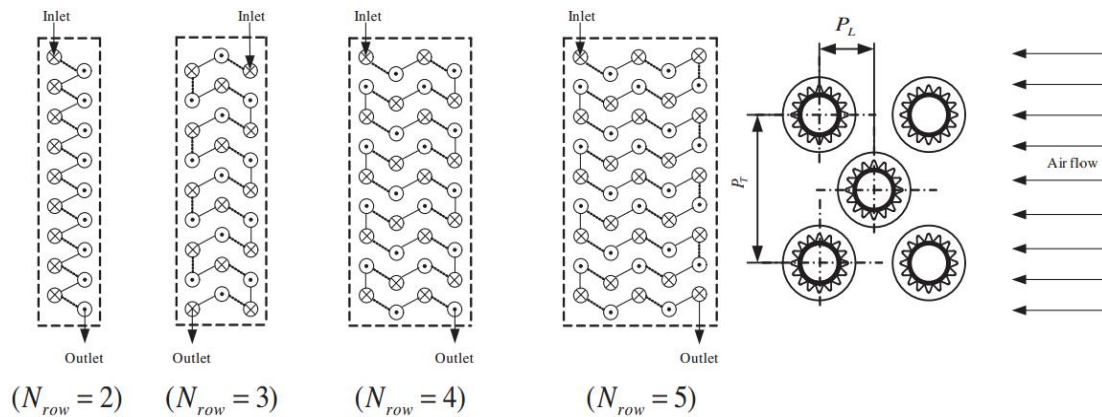 Inlet
Inlet
Inlet
Inlet
P_L
P_T
Air flow
Outlet
Outlet
Outlet
Outlet
(N_row = 2)
(N_row = 3)
(N_row = 4)
(N_row = 5)